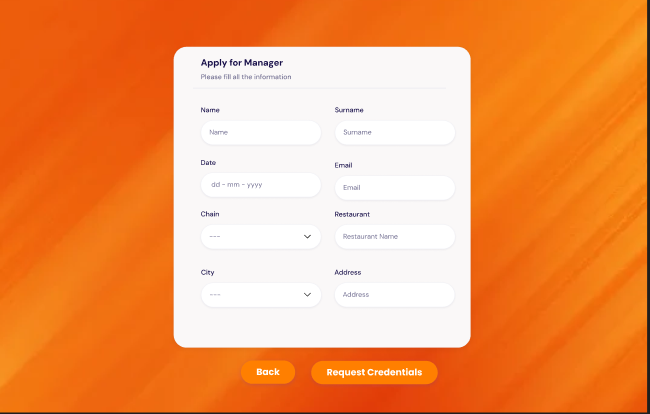 Apply for Manager
Please fill all the information
Name Surname
Name Surname
Date Email
dd - mm - yyyy Email
Chain Restaurant
--- Restaurant Name
City Address
--- Address
Back Request Credentials